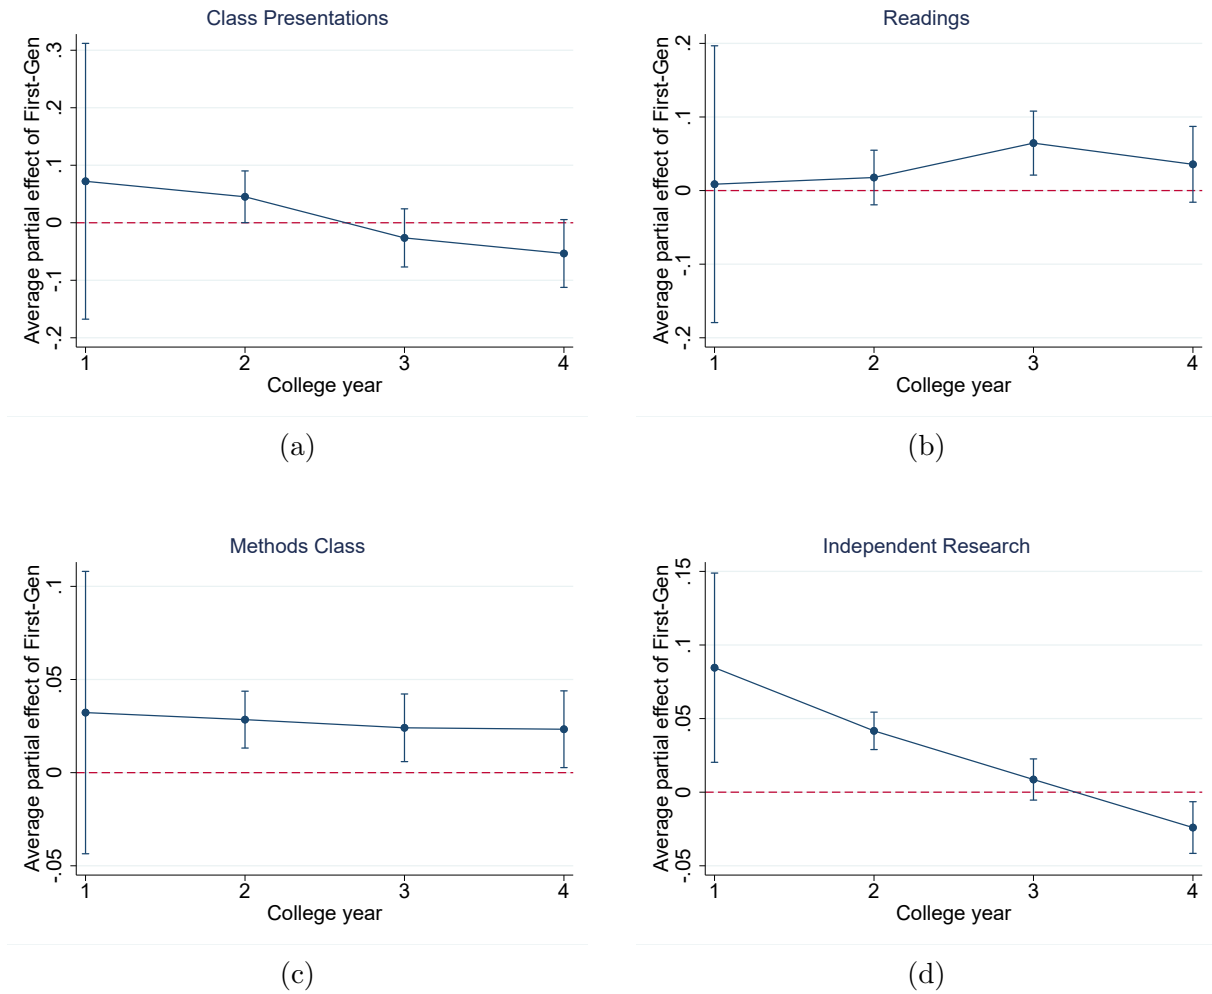 Class Presentations
Average partial effect of First-Gen
.3
.2
.1
0
-.1
-.2
1 2 3 4
College year
(a)
Readings
Average partial effect of First-Gen
.2
.1
0
-.1
-.2
1 2 3 4
College year
(b)
Methods Class
Average partial effect of First-Gen
.1
.05
0
-.05
1 2 3 4
College year
(c)
Independent Research
Average partial effect of First-Gen
.15
.1
.05
0
-.05
1 2 3 4
College year
(d)